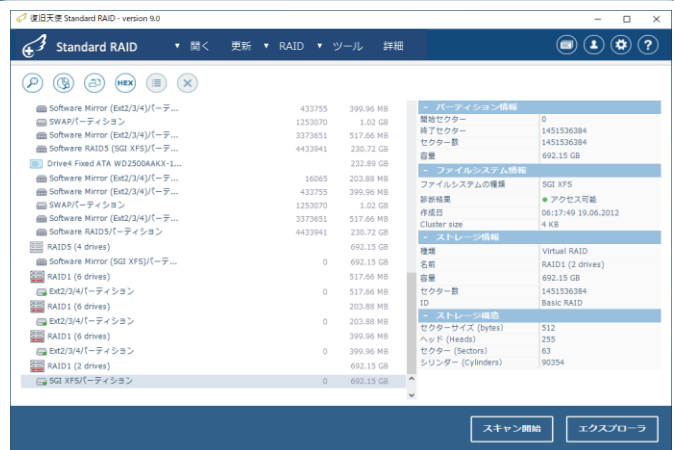 復旧天使 Standard RAID - version 9.0
Standard RAID ▼ 開く 更新 ▼ RAID ▼ ツール 詳細
HEX
Software Mirror (Ext2/3/4)パーテ... 433755 399.96 MB
SWAPパーティション 1253070 1.02 GB
Software Mirror (Ext2/3/4)パーテ... 3373651 517.66 MB
Software RAID5 (SGI XFS)パーテ... 4433941 230.72 GB
Drive4 Fixed ATA WD2500AAKX-1... 232.89 GB
Software Mirror (Ext2/3/4)パーテ... 16065 203.88 MB
Software Mirror (Ext2/3/4)パーテ... 433755 399.96 MB
SWAPパーティション 1253070 1.02 GB
Software Mirror (Ext2/3/4)パーテ... 3373651 517.66 MB
Software RAID5パーティション 4433941 230.72 GB
RAID5 (4 drives) 692.15 GB
Software Mirror (SGI XFS)パーテ... 0 692.15 GB
RAID1 (6 drives) 517.66 MB
Ext2/3/4パーティション 0 517.66 MB
RAID1 (6 drives) 203.88 MB
Ext2/3/4パーティション 0 203.88 MB
RAID1 (6 drives) 399.96 MB
Ext2/3/4パーティション 0 399.96 MB
RAID1 (2 drives) 692.15 GB
SGI XFSパーティション 0 692.15 GB
- パーティション情報
開始セクター 0
終了セクター 1451536384
セクター数 1451536384
容量 692.15 GB
- ファイルシステム情報
ファイルシステムの種類 SGI XFS
診断結果 ● アクセス可能
作成日 06:17:49 19.06.2012
Cluster size 4 KB
- ストレージ情報
種類 Virtual RAID
名前 RAID1 (2 drives)
容量 692.15 GB
セクター数 1451536384
ID Basic RAID
- ストレージ構造
セクターサイズ (bytes) 512
ヘッド (Heads) 255
セクター (Sectors) 63
シリンダー (Cylinders) 90354
スキャン開始 エクスプローラ